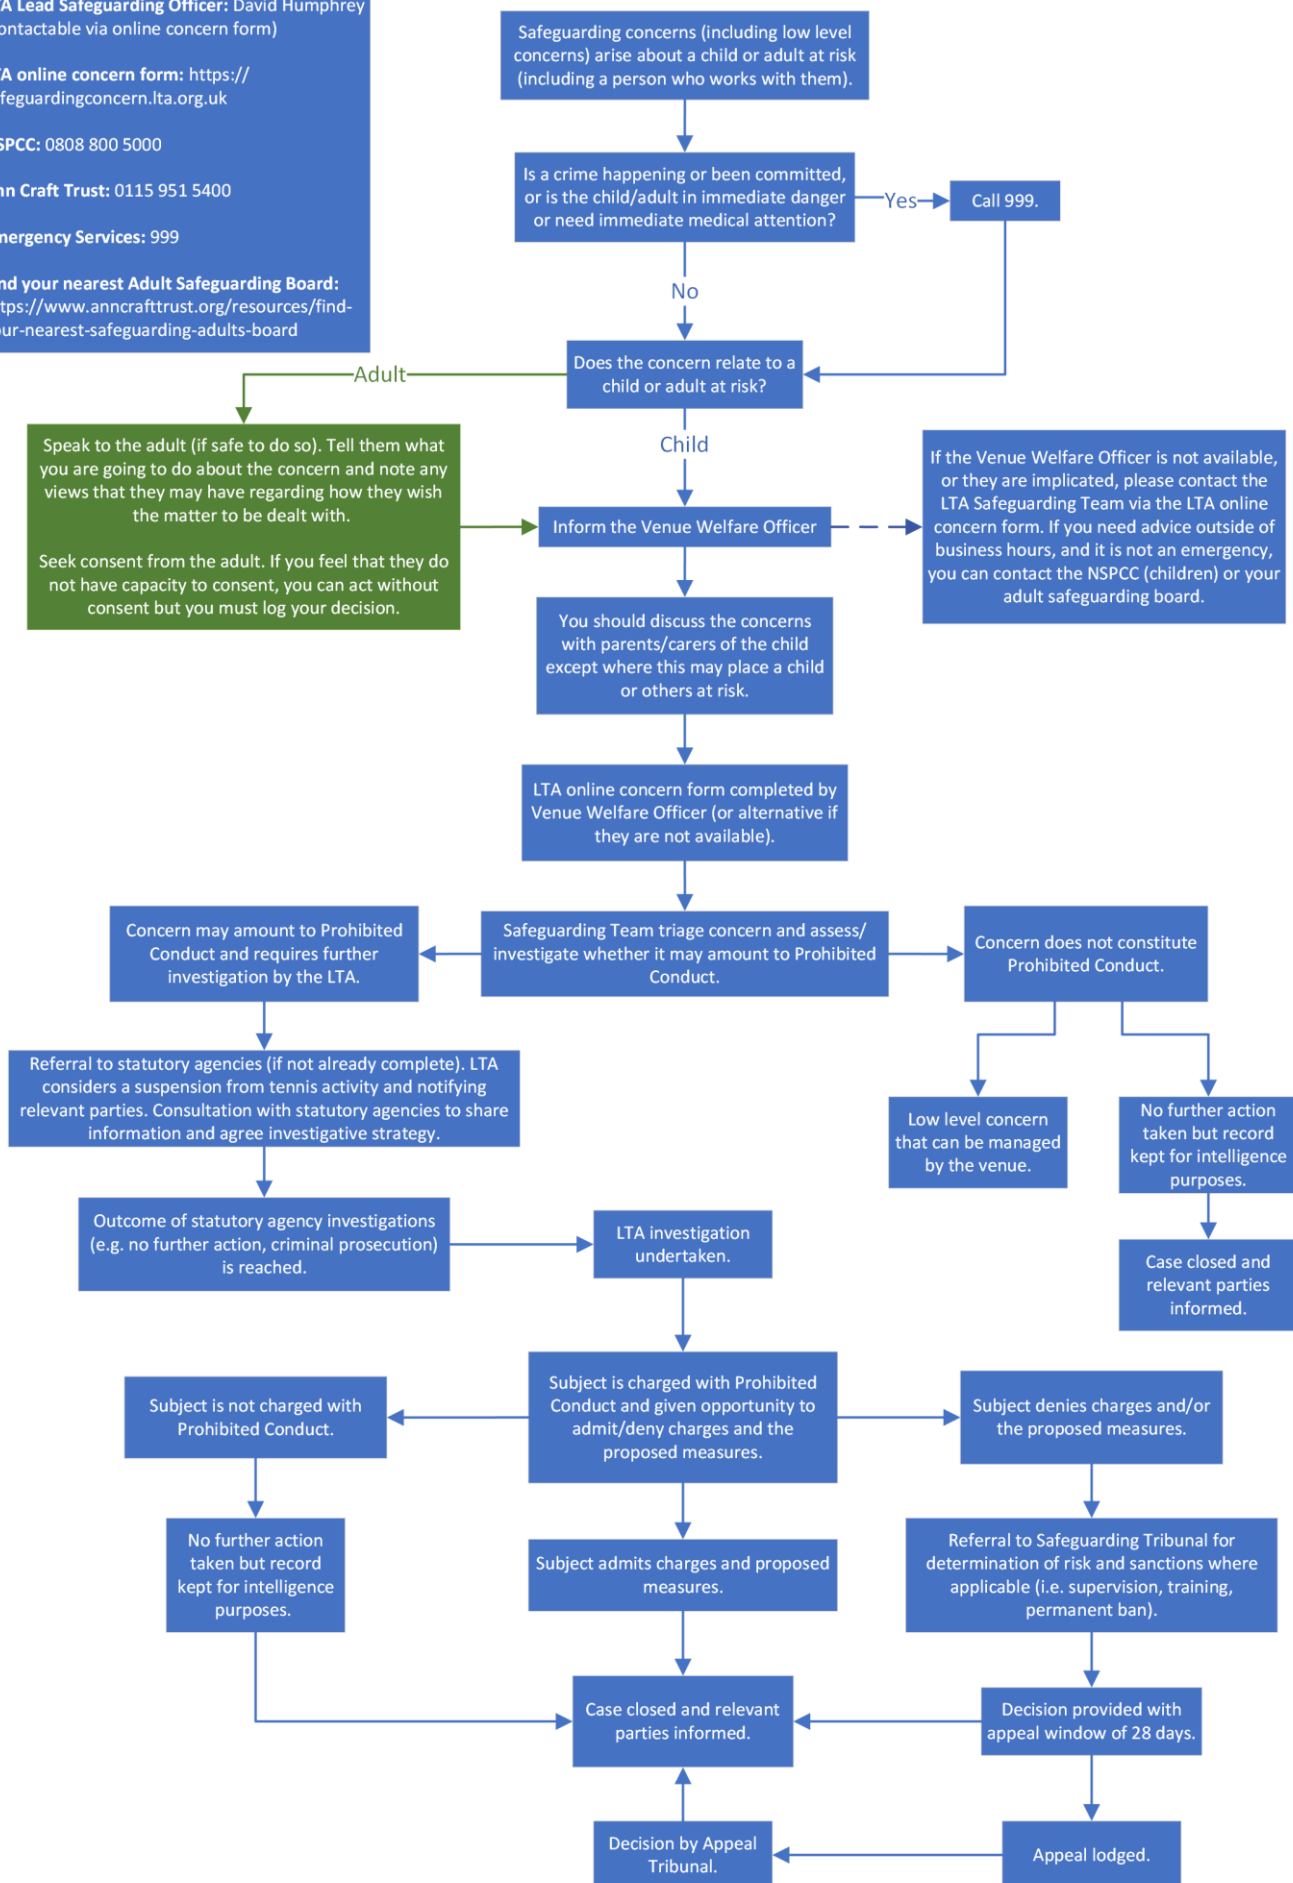 A Lead Safeguarding Officer: David Humphrey
ontactable via online concern form)
A online concern form: https://
feguardingconcern.lta.org.uk
SPCC: 0808 800 5000
nn Craft Trust: 0115 951 5400
mergency Services: 999
nd your nearest Adult Safeguarding Board:
tps://www.anncrafttrust.org/resources/find-
ur-nearest-safeguarding-adults-board
Safeguarding concerns (including low level
concerns) arise about a child or adult at risk
(including a person who works with them).
Is a crime happening or been committed,
or is the child/adult in immediate danger
or need immediate medical attention?
Yes
Call 999.
No
Does the concern relate to a
child or adult at risk?
Adult
Child
Speak to the adult (if safe to do so). Tell them what
you are going to do about the concern and note any
views that they may have regarding how they wish
the matter to be dealt with.
Seek consent from the adult. If you feel that they do
not have capacity to consent, you can act without
consent but you must log your decision.
Inform the Venue Welfare Officer
If the Venue Welfare Officer is not available,
or they are implicated, please contact the
LTA Safeguarding Team via the LTA online
concern form. If you need advice outside of
business hours, and it is not an emergency,
you can contact the NSPCC (children) or your
adult safeguarding board.
You should discuss the concerns
with parents/carers of the child
except where this may place a child
or others at risk.
LTA online concern form completed by
Venue Welfare Officer (or alternative if
they are not available).
Safeguarding Team triage concern and assess/
investigate whether it may amount to Prohibited
Conduct.
Concern may amount to Prohibited
Conduct and requires further
investigation by the LTA.
Concern does not constitute
Prohibited Conduct.
Referral to statutory agencies (if not already complete). LTA
considers a suspension from tennis activity and notifying
relevant parties. Consultation with statutory agencies to share
information and agree investigative strategy.
Low level concern
that can be managed
by the venue.
No further action
taken but record
kept for intelligence
purposes.
Outcome of statutory agency investigations
(e.g. no further action, criminal prosecution)
is reached.
LTA investigation
undertaken.
Case closed and
relevant parties
informed.
Subject is not charged with
Prohibited Conduct.
Subject is charged with Prohibited
Conduct and given opportunity to
admit/deny charges and the
proposed measures.
Subject denies charges and/or
the proposed measures.
No further action
taken but record
kept for intelligence
purposes.
Subject admits charges and proposed
measures.
Referral to Safeguarding Tribunal for
determination of risk and sanctions where
applicable (i.e. supervision, training,
permanent ban).
Case closed and relevant
parties informed.
Decision provided with
appeal window of 28 days.
Decision by Appeal
Tribunal.
Appeal lodged.